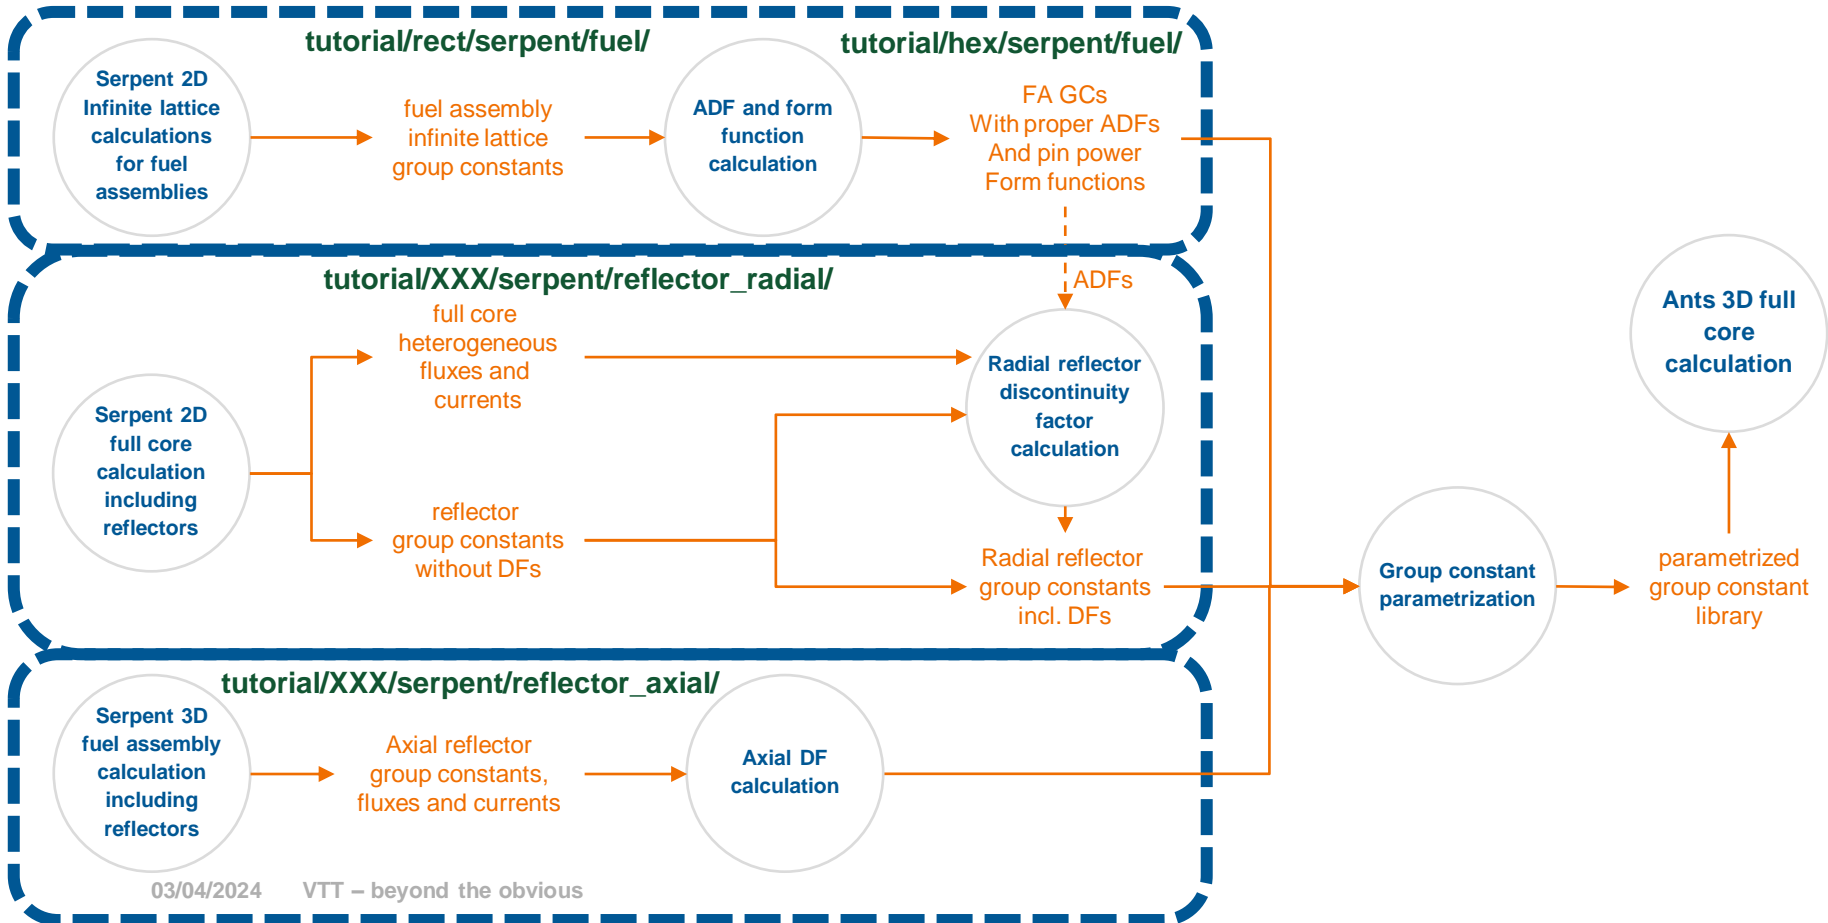 tutorial/rect/serpent/fuel/
tutorial/hex/serpent/fuel/
Serpent 2D
Infinite lattice
calculations
for fuel
assemblies
fuel assembly
infinite lattice
group constants
ADF and form
function
calculation
FA GCs
With proper ADFs
And pin power
Form functions
ADFs
tutorial/XXX/serpent/reflector_radial/
Serpent 2D
full core
calculation
including
reflectors
full core
heterogeneous
fluxes and
currents
reflector
group constants
without DFs
Radial reflector
discontinuity
factor
calculation
Radial reflector
group constants
incl. DFs
tutorial/XXX/serpent/reflector_axial/
Serpent 3D
fuel assembly
calculation
including
reflectors
Axial reflector
group constants,
fluxes and currents
Axial DF
calculation
Group constant
parametrization
parametrized
group constant
library
Ants 3D full
core
calculation
03/04/2024
VTT – beyond the obvious